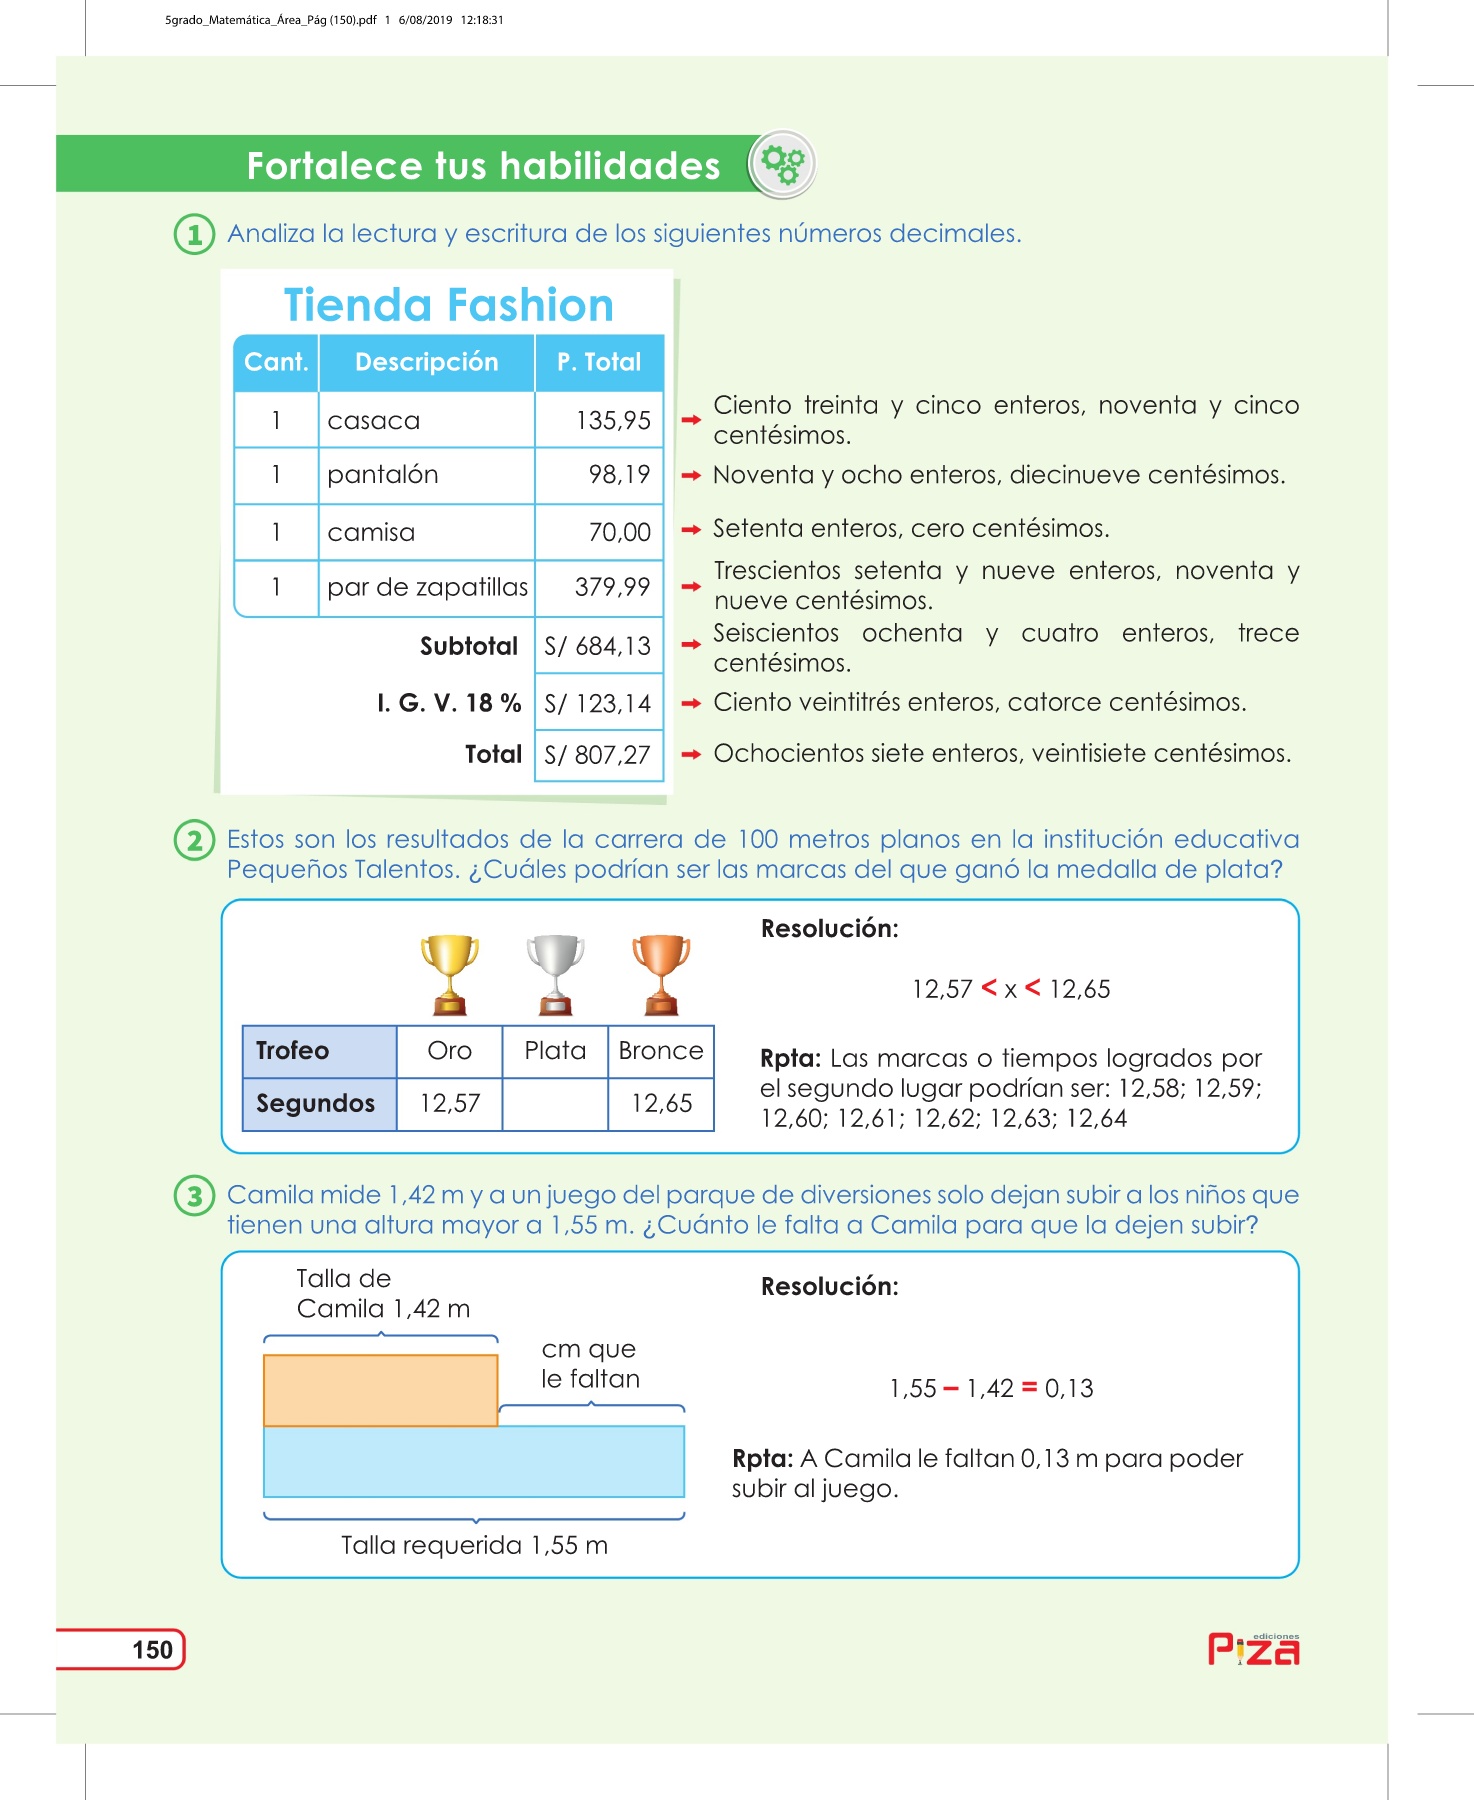 5grado_Matemática_Área_Pág (150).pdf 1 6/08/2019 12:18:31
Fortalece tus habilidades
1 Analiza la lectura y escritura de los siguientes números decimales.
Tienda Fashion
Cant. Descripción P. Total
1 casaca 135,95
Ciento treinta y cinco enteros, noventa y cinco
centésimos.
1 pantalón 98,19
Noventa y ocho enteros, diecinueve centésimos.
1 camisa 70,00
Setenta enteros, cero centésimos.
1 par de zapatillas 379,99
Trescientos setenta y nueve enteros, noventa y
nueve centésimos.
Subtotal S/ 684,13
Seiscientos ochenta y cuatro enteros, trece
centésimos.
I. G. V. 18 % S/ 123,14
Ciento veintitrés enteros, catorce centésimos.
Total S/ 807,27
Ochocientos siete enteros, veintisiete centésimos.
2 Estos son los resultados de la carrera de 100 metros planos en la institución educativa
Pequeños Talentos. ¿Cuáles podrían ser las marcas del que ganó la medalla de plata?
Trofeo Oro Plata Bronce
Segundos 12,57 12,65
Resolución:
12,57 < x < 12,65
Rpta: Las marcas o tiempos logrados por
el segundo lugar podrían ser: 12,58; 12,59;
12,60; 12,61; 12,62; 12,63; 12,64
3 Camila mide 1,42 m y a un juego del parque de diversiones solo dejan subir a los niños que
tienen una altura mayor a 1,55 m. ¿Cuánto le falta a Camila para que la dejen subir?
Talla de
Camila 1,42 m
cm que
le faltan
Talla requerida 1,55 m
Resolución:
1,55 – 1,42 = 0,13
Rpta: A Camila le faltan 0,13 m para poder
subir al juego.
150
ediciones
Piza